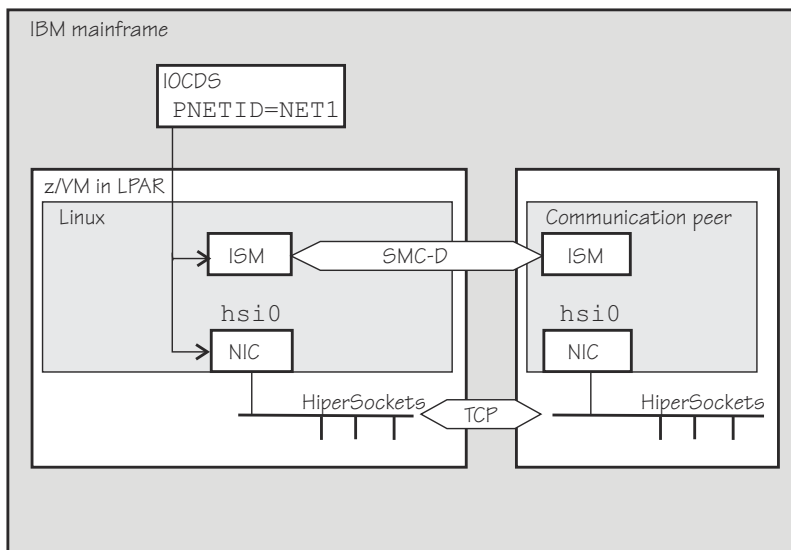 IBM mainframe
IOCDS
PNETID=NET1
z/VM in LPAR
Linux
Communication peer
ISM
SMC-D
ISM
hsi0
hsi0
NIC
NIC
HiperSockets
TCP
HiperSockets